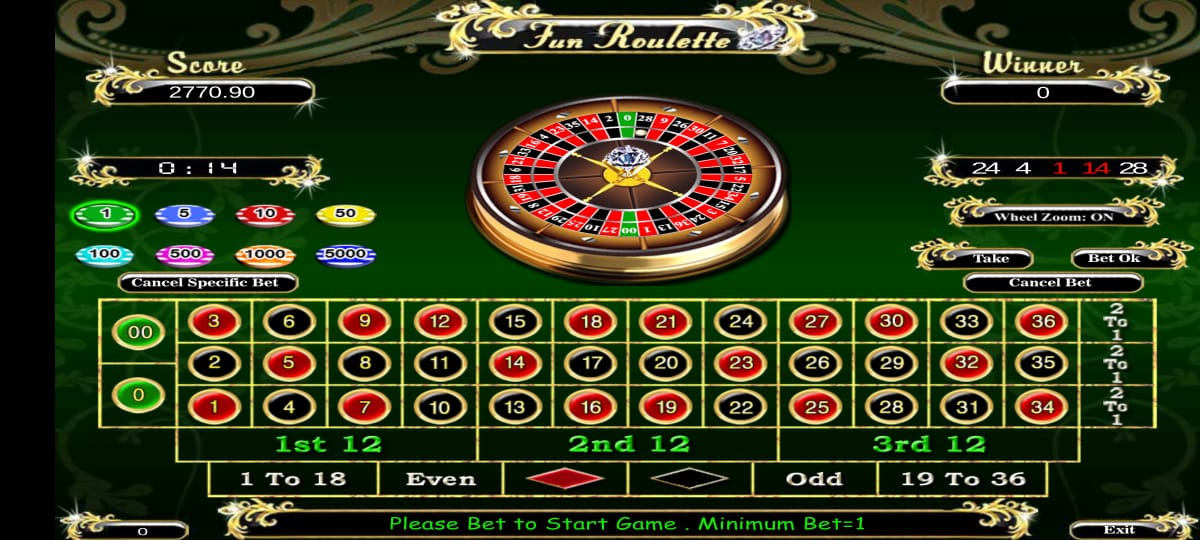 Fun Roulette
Score
Winner
2770.90
0
0:14
24 4 1 14 28
1 5 10 50
Wheel Zoom: ON
100 500 1000 5000
Take Bet Ok
Cancel Specific Bet
Cancel Bet
00 3 6 9 12 15 18 21 24 27 30 33 36 2 To 1
2 5 8 11 14 17 20 23 26 29 32 35 2 To 1
0 1 4 7 10 13 16 19 22 25 28 31 34 2 To 1
1st 12 2nd 12 3rd 12
1 To 18 Even Odd 19 To 36
Please Bet to Start Game . Minimum Bet=1
0
Exit